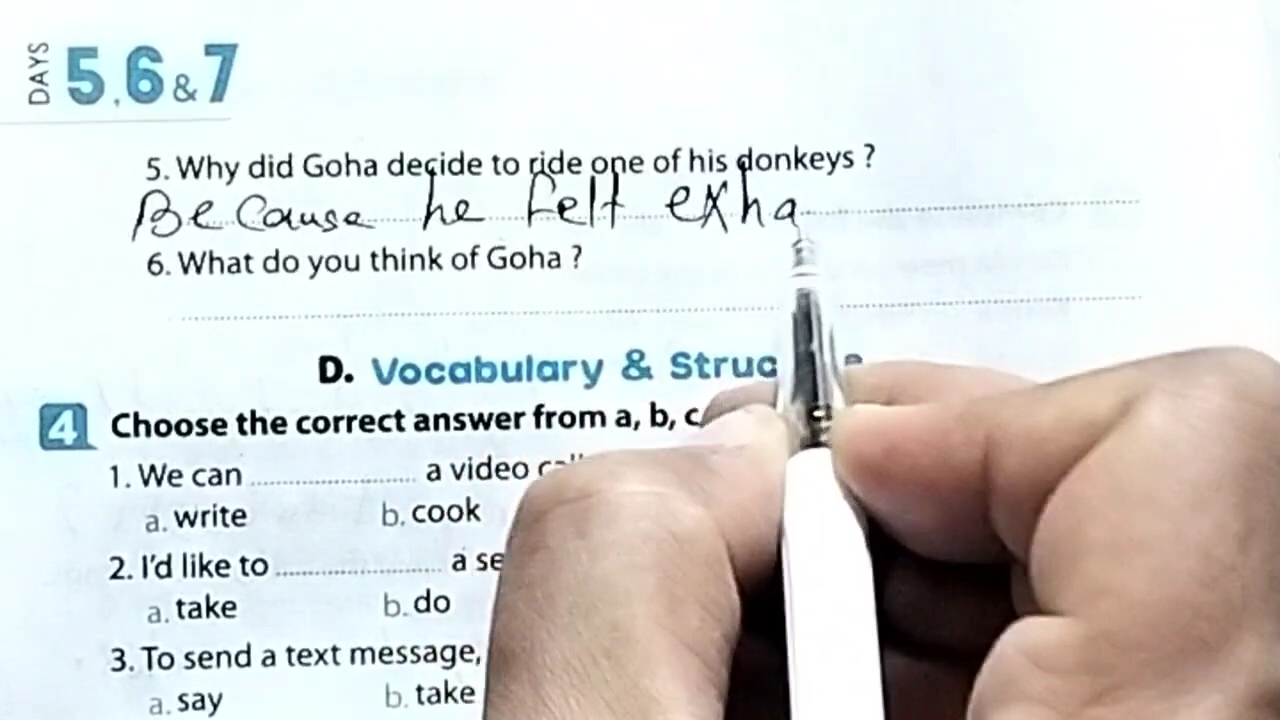 DAYS 5,6&7
5. Why did Goha decide to ride one of his donkeys ?
Because he felt exha
6. What do you think of Goha ?
D. Vocabulary & Struc
4 Choose the correct answer from a, b, c
1. We can ........................ a video
a. write b. cook
2. I'd like to ........................ a se
a. take b. do
3. To send a text message,
a. say b. take